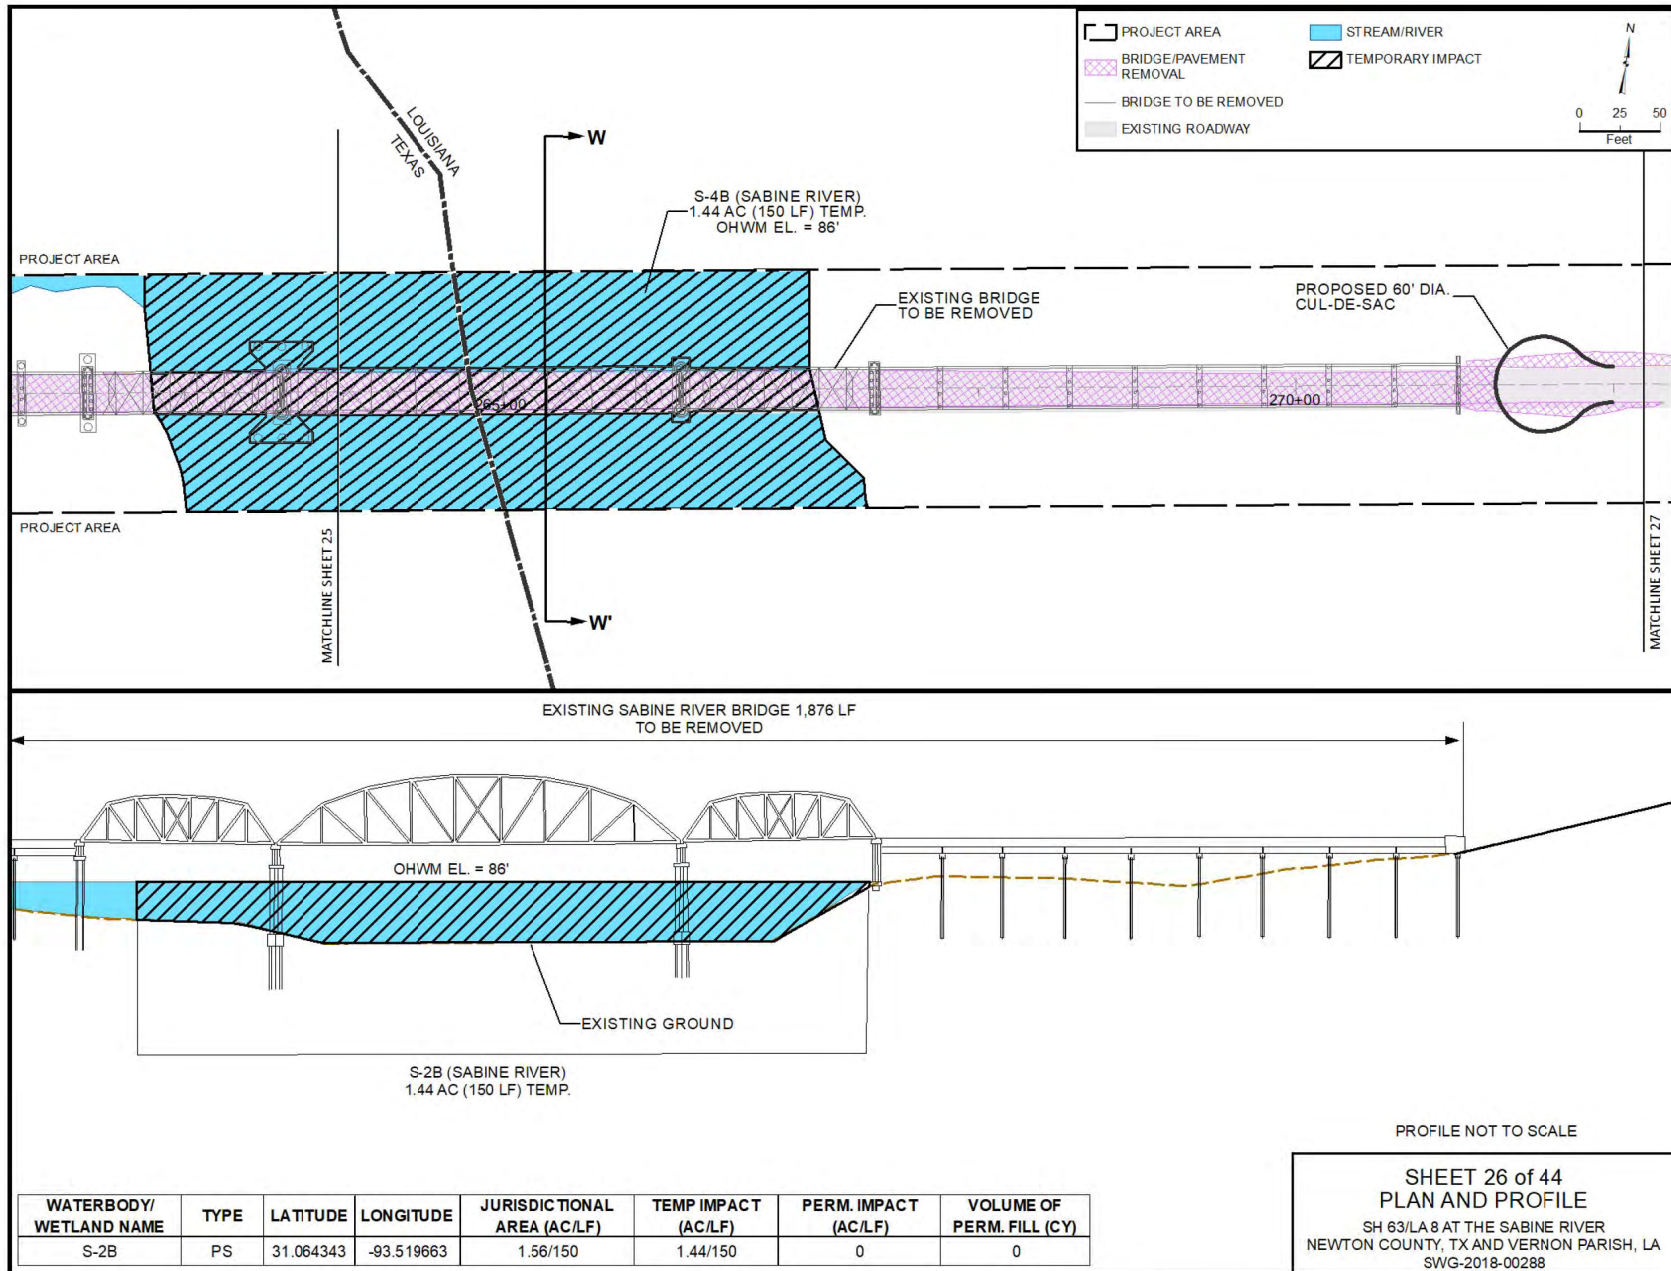 PROJECT AREA
STREAM/RIVER
BRIDGE/PAVEMENT
REMOVAL
TEMPORARY IMPACT
BRIDGE TO BE REMOVED
EXISTING ROADWAY
N
0 25 50
Feet
LOUISIANA
TEXAS
W
S-4B (SABINE RIVER)
1.44 AC (150 LF) TEMP.
OHWM EL. = 86'
PROJECT AREA
EXISTING BRIDGE
TO BE REMOVED
PROPOSED 60' DIA.
CUL-DE-SAC
265+00
270+00
PROJECT AREA
MATCHLINE SHEET 25
W'
MATCHLINE SHEET 27
EXISTING SABINE RIVER BRIDGE 1,876 LF
TO BE REMOVED
OHWM EL. = 86'
EXISTING GROUND
S-2B (SABINE RIVER)
1.44 AC (150 LF) TEMP.
PROFILE NOT TO SCALE
WATERBODY/
WETLAND NAME
TYPE
LATITUDE
LONGITUDE
JURISDICTIONAL
AREA (AC/LF)
TEMP IMPACT
(AC/LF)
PERM. IMPACT
(AC/LF)
VOLUME OF
PERM. FILL (CY)
S-2B PS 31.064343 -93.519663 1.56/150 1.44/150 0 0
SHEET 26 of 44
PLAN AND PROFILE
SH 63/LA 8 AT THE SABINE RIVER
NEWTON COUNTY, TX AND VERNON PARISH, LA
SWG-2018-00288